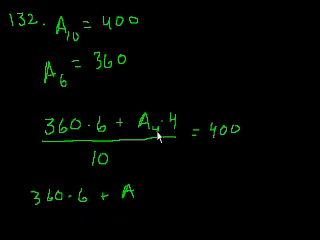 132. A10 = 400
A6 = 360
360·6 + A4·4 = 400
10
360·6 + A